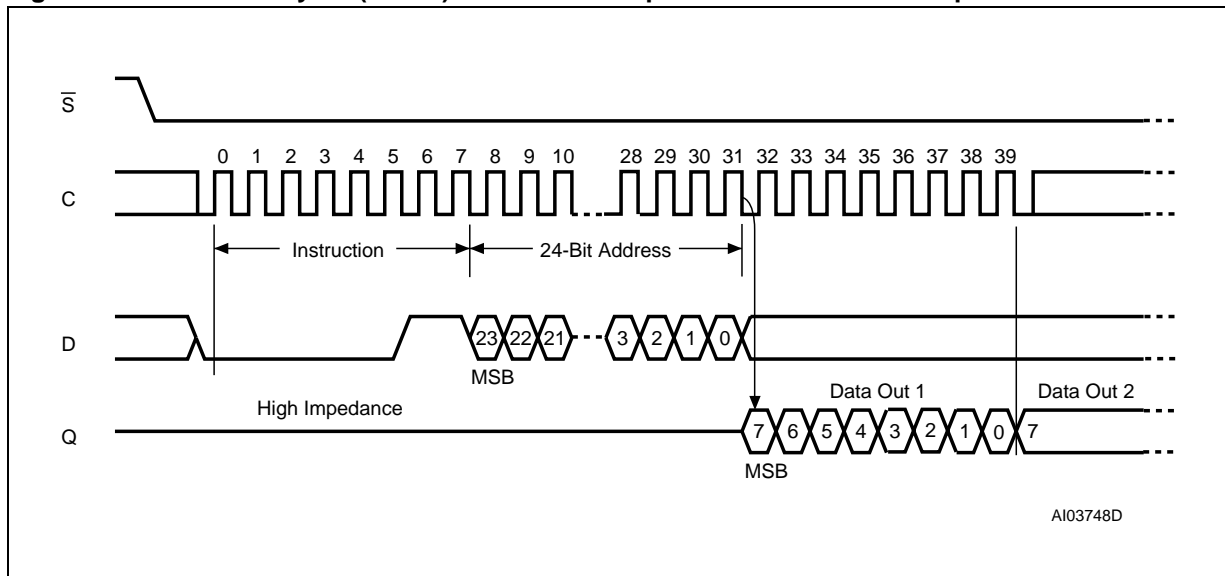 S
0 1 2 3 4 5 6 7 8 9 10 28 29 30 31 32 33 34 35 36 37 38 39
C
Instruction 24-Bit Address
D
23 22 21 3 2 1 0
MSB
High Impedance Data Out 1 Data Out 2
Q
7 6 5 4 3 2 1 0 7
MSB
AI03748D